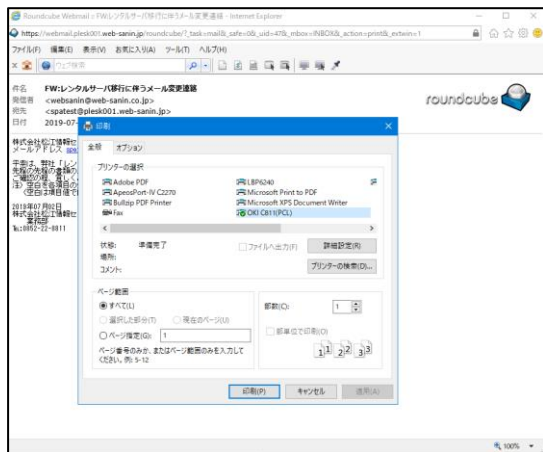 Roundcube Webmail :: FW:レンタルサーバ移行に伴うメール変更連絡 - Internet Explorer
https://webmail.plesk001.web-sanin.jp/roundcube/?_task=mail&_safe=0&_uid=47&_mbox=INBOX&_action=print&_extwin=1
ファイル(F) 編集(E) 表示(V) お気に入り(A) ツール(T) ヘルプ(H)
ウェブ検索
件名 FW:レンタルサーバ移行に伴うメール変更連絡
発信者 <websanin@web-sanin.co.jp>
宛先 <spatest@plesk001.web-sanin.jp>
日付 2019-07-
roundcube
株式会社松江情報セ
メールアドレス
平素は、弊社「レン
2019年07月02日
株式会社松江情報セ
業務部
℡:0852-22-0811
印刷
全般 オプション
プリンターの選択
Adobe PDF
ApeosPort-IV C2270
Bullzip PDF Printer
Fax
LBP6240
Microsoft Print to PDF
Microsoft XPS Document Writer
OKI C811(PCL)
状態: 準備完了
場所:
コメント:
ファイルへ出力(F)
詳細設定(R)
プリンターの検索(D)...
ページ範囲
すべて(L)
選択した部分(T) 現在のページ(U)
ページ指定(G): 1
ページ番号のみか、またはページ範囲のみを入力して
ください。例: 5-12
部数(C): 1
部単位で印刷(O)
1 1 2 2 3 3
印刷(P) キャンセル 適用(A)
100%